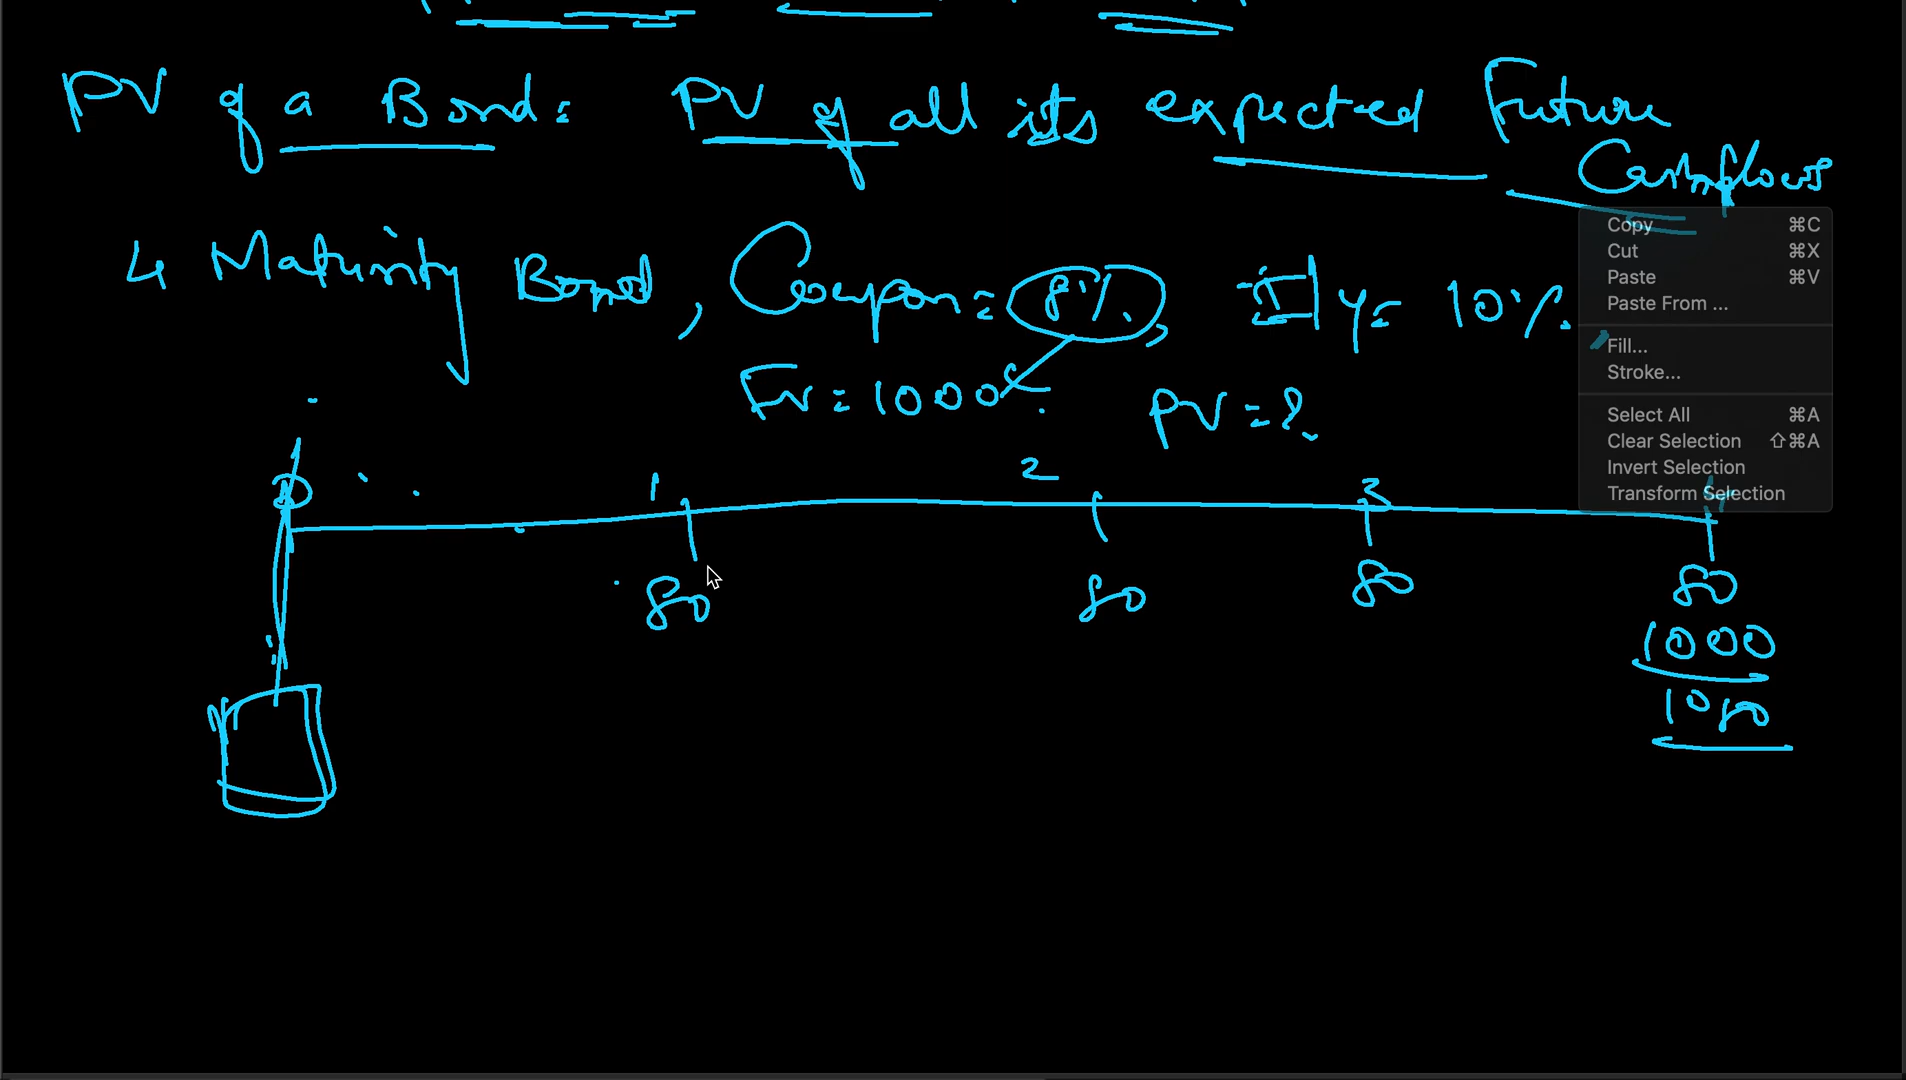 PV of a Bond = PV of all its expected Future
Cashflows
4 Maturity Bond, Coupon = 8%, y = 10%.
FV = 1000 PV = ?
0 1 2 3 4
80 80 80 80
1000
1080
Copy ⌘C
Cut ⌘X
Paste ⌘V
Paste From ...
Fill...
Stroke...
Select All ⌘A
Clear Selection ⇧⌘A
Invert Selection
Transform Selection